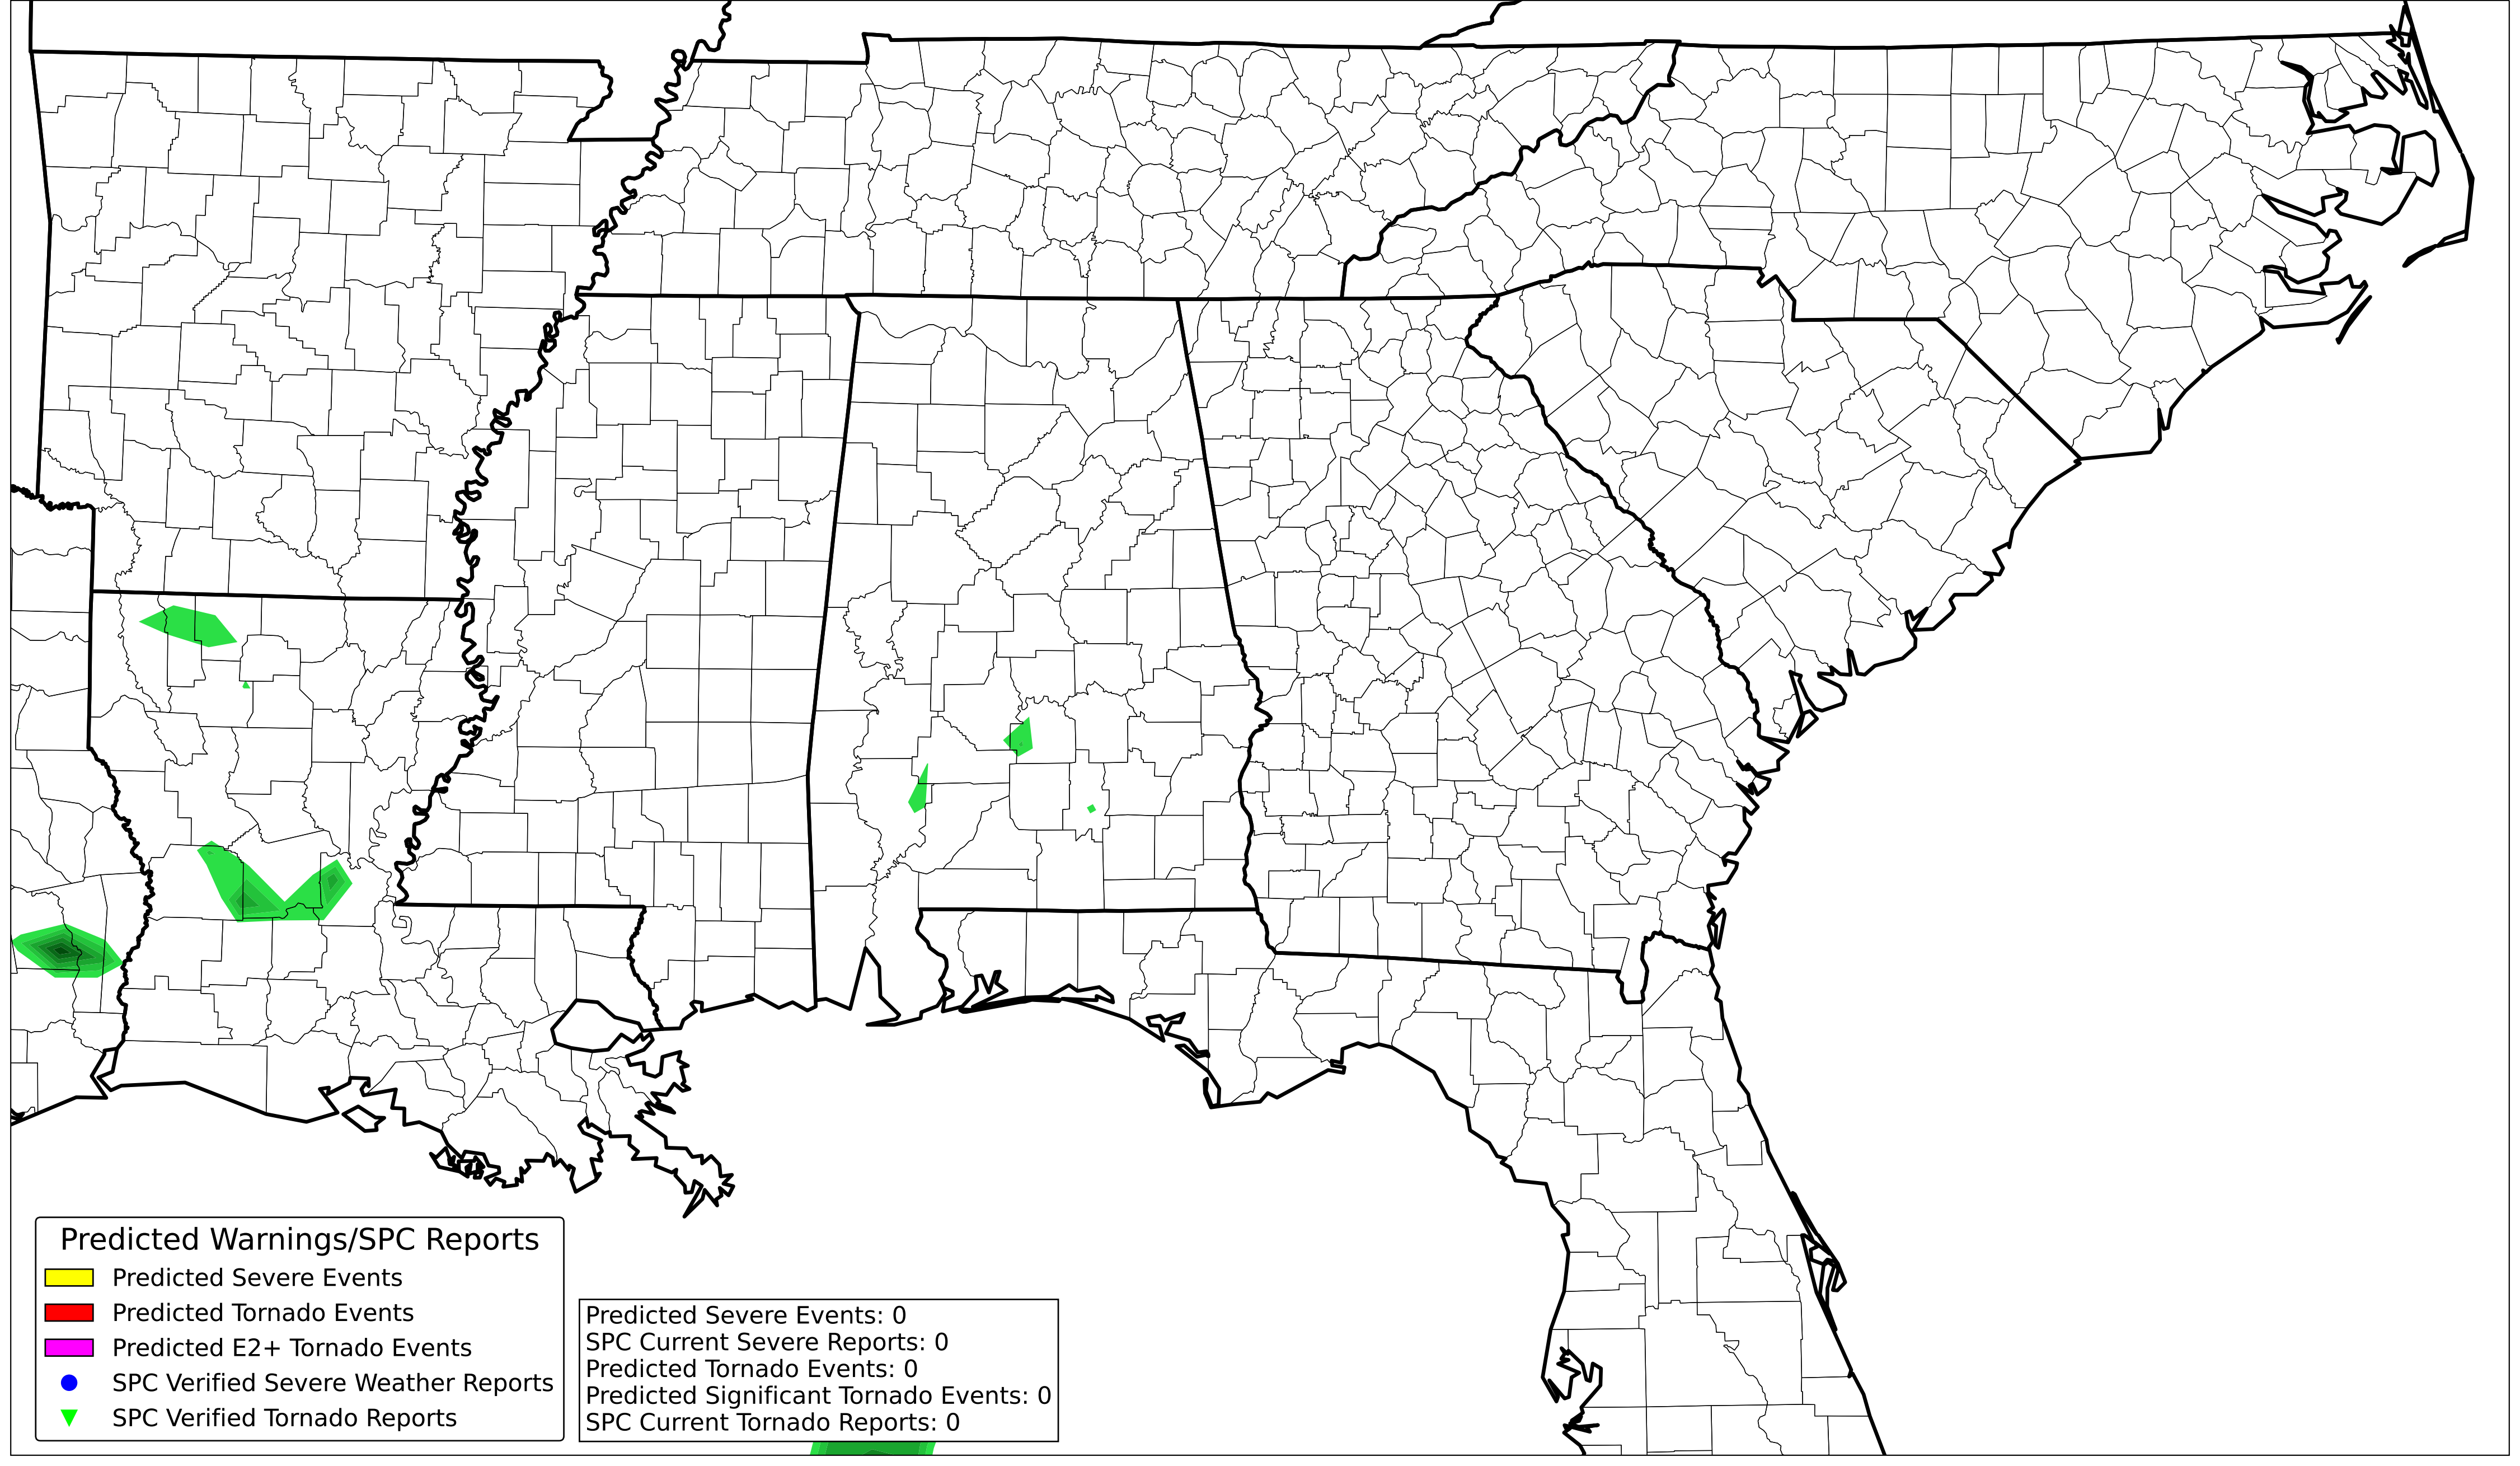 Predicted Warnings/SPC Reports
Predicted Severe Events
Predicted Tornado Events
Predicted E2+ Tornado Events
SPC Verified Severe Weather Reports
SPC Verified Tornado Reports
Predicted Severe Events: 0
SPC Current Severe Reports: 0
Predicted Tornado Events: 0
Predicted Significant Tornado Events: 0
SPC Current Tornado Reports: 0